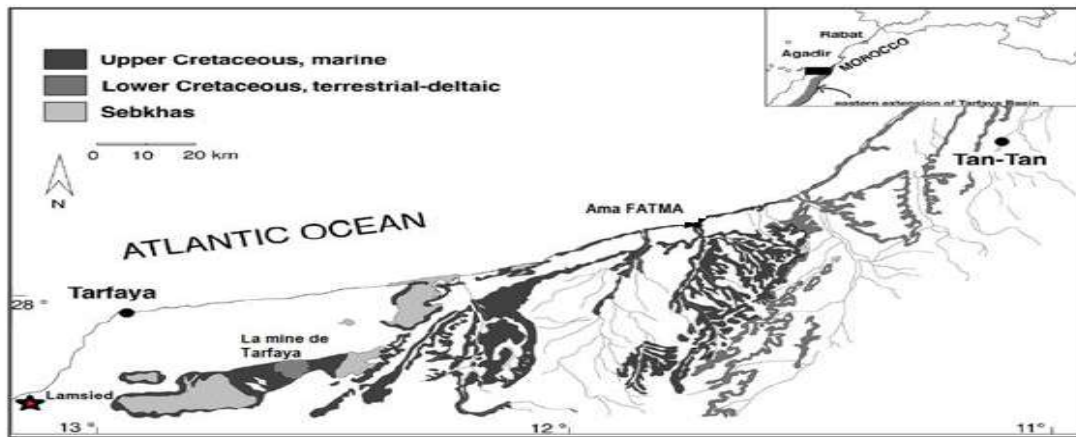 Upper Cretaceous, marine
Lower Cretaceous, terrestrial-deltaic
Sebkhas
0 10 20 km
N
Rabat
Agadir
MOROCCO
eastern extension of Tarfaya Basin
Tan-Tan
Ama FATMA
ATLANTIC OCEAN
28 °
Tarfaya
La mine de
Tarfaya
Lamsied
13 °
12 °
11°